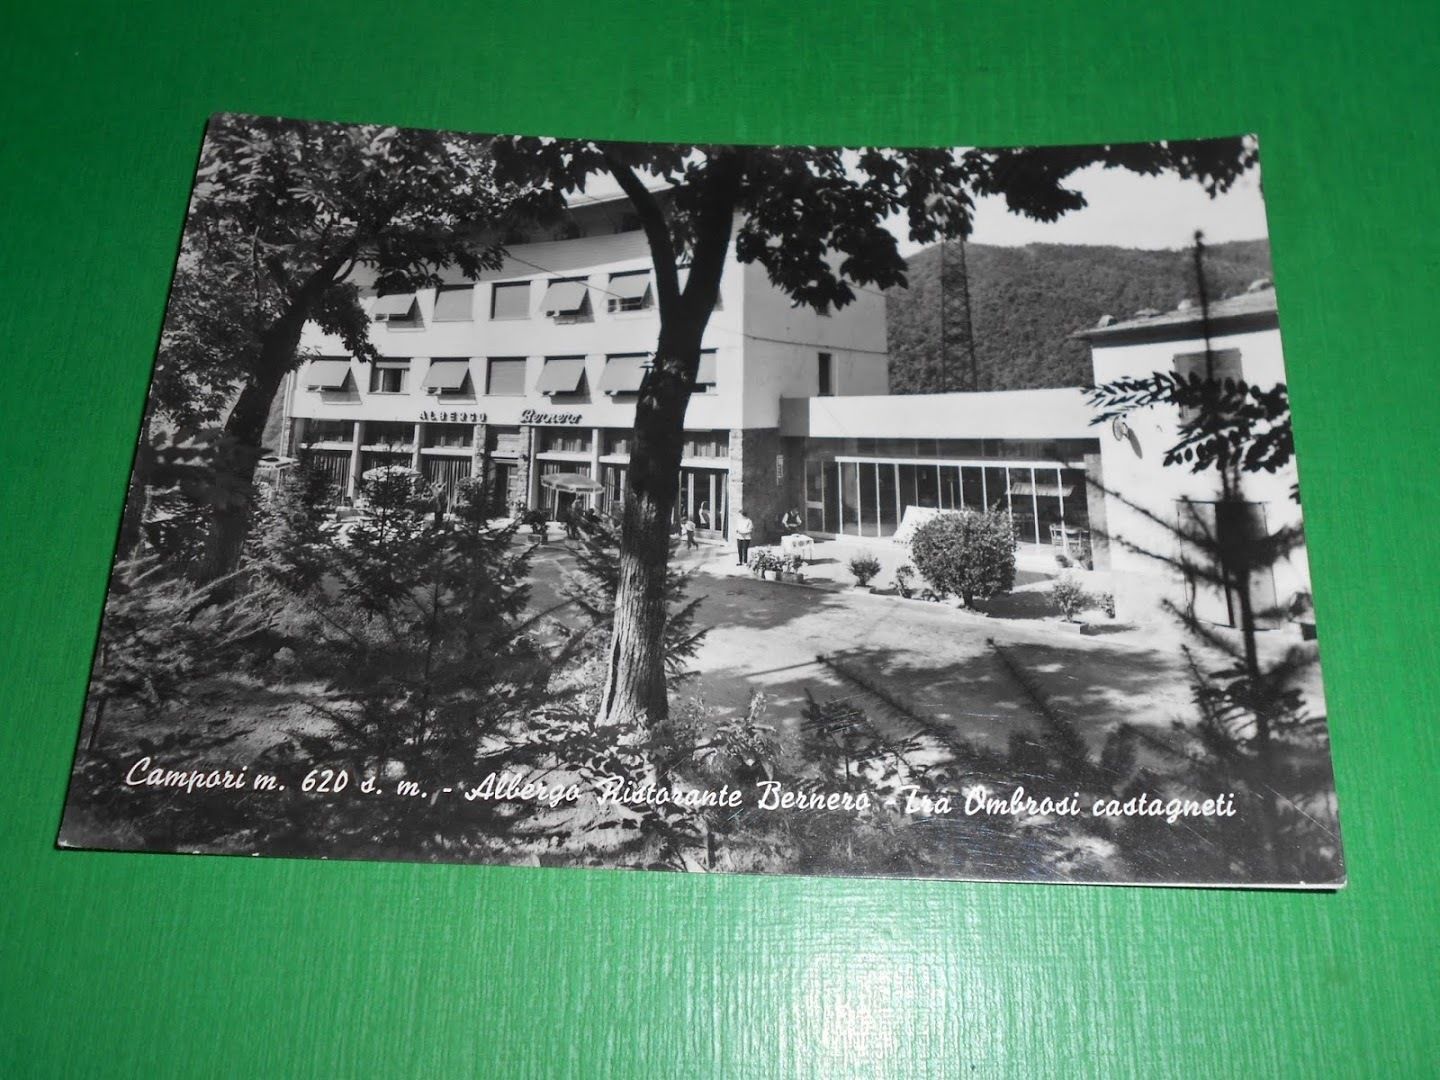 ALBERGO Bernero
Campori m. 620 s. m. - Albergo Ristorante Bernero - Tra Ombrosi castagneti